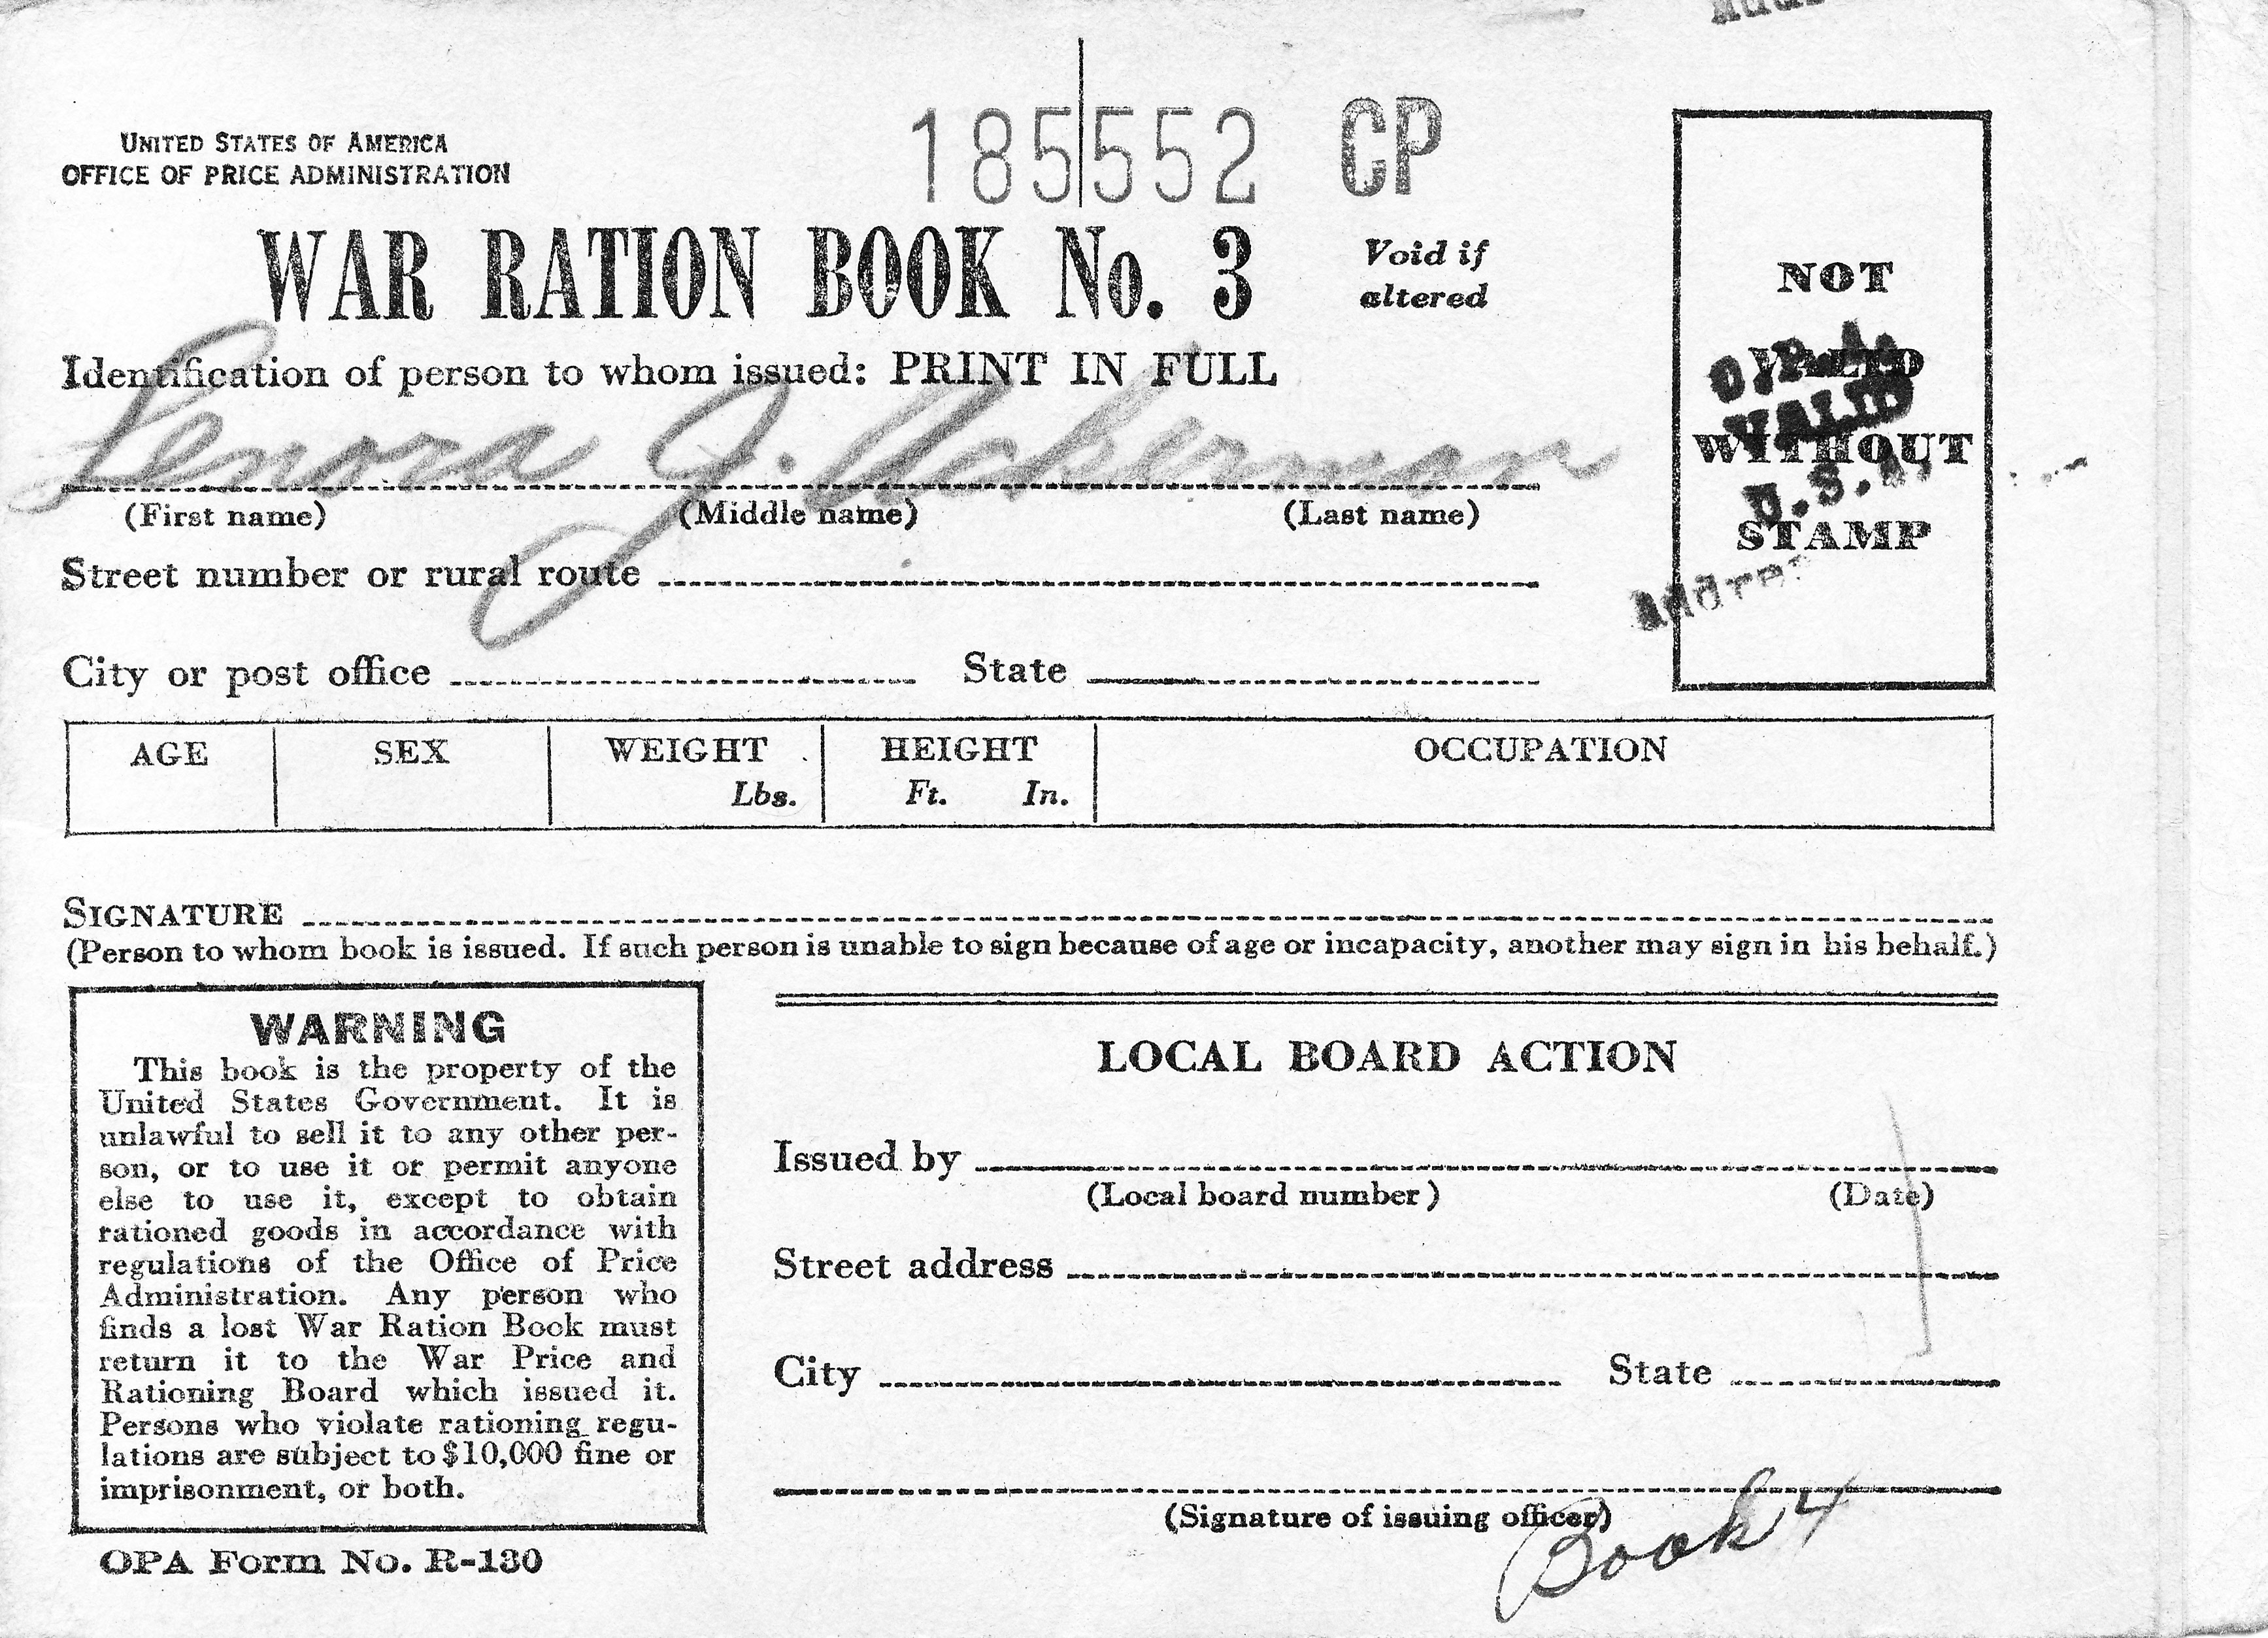 UNITED STATES OF AMERICA
OFFICE OF PRICE ADMINISTRATION
185552 CP
WAR RATION BOOK No. 3
Void if
altered
Identification of person to whom issued: PRINT IN FULL
Lenora J. Ackerman
(First name) (Middle name) (Last name)
Street number or rural route
City or post office State
NOT
VALID
WITHOUT
STAMP
O.P.A.
VALID
U.S.A.
Address
AGE SEX WEIGHT HEIGHT OCCUPATION
Lbs. Ft. In.
SIGNATURE
(Person to whom book is issued. If such person is unable to sign because of age or incapacity, another may sign in his behalf.)
WARNING
This book is the property of the
United States Government. It is
unlawful to sell it to any other per-
son, or to use it or permit anyone
else to use it, except to obtain
rationed goods in accordance with
regulations of the Office of Price
Administration. Any person who
finds a lost War Ration Book must
return it to the War Price and
Rationing Board which issued it.
Persons who violate rationing regu-
lations are subject to $10,000 fine or
imprisonment, or both.
OPA Form No. R-130
LOCAL BOARD ACTION
Issued by
(Local board number) (Date)
Street address
City State
(Signature of issuing officer)
Book 4